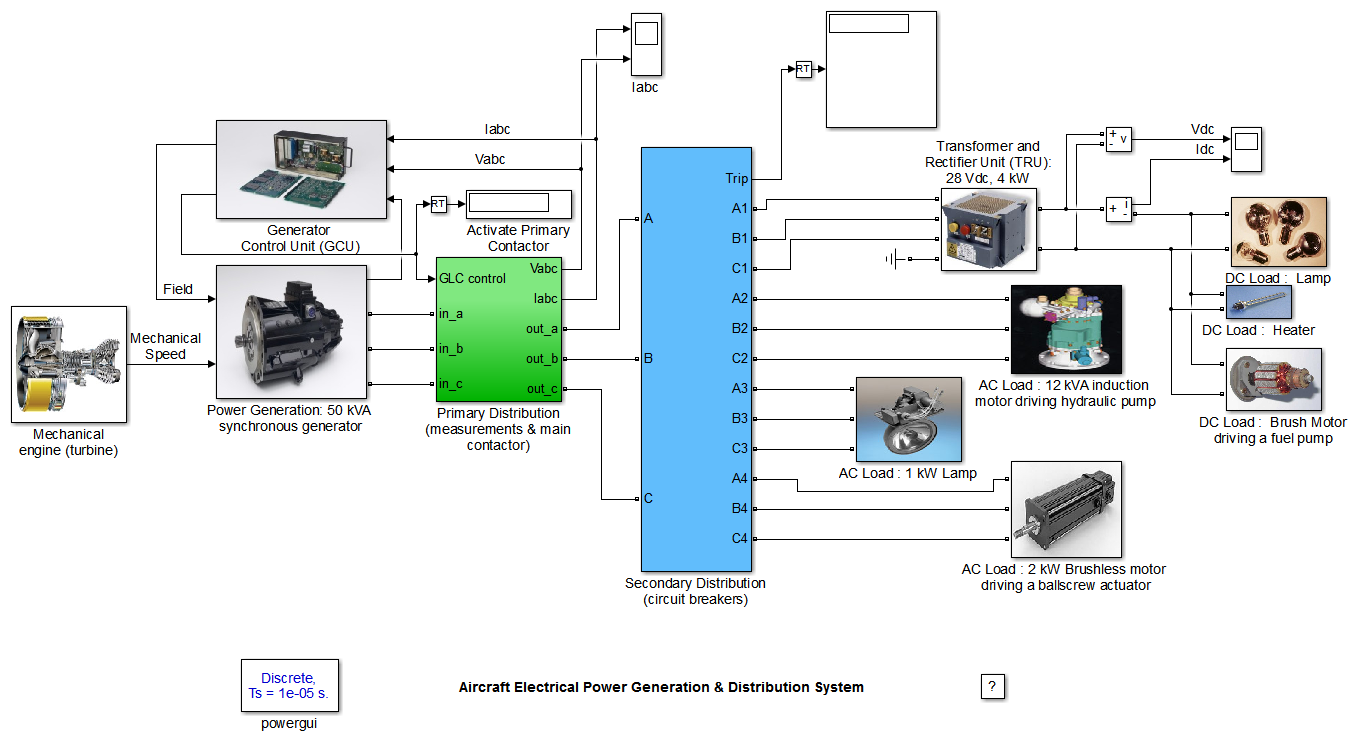 Iabc
RT
Iabc
Vabc
RT
Activate Primary
Contactor
Generator
Control Unit (GCU)
Field
Mechanical
Speed
Mechanical
engine (turbine)
Power Generation: 50 kVA
synchronous generator
GLC control
in_a
in_b
in_c
Vabc
Iabc
out_a
out_b
out_c
Primary Distribution
(measurements & main
contactor)
A
B
C
Trip
A1
B1
C1
A2
B2
C2
A3
B3
C3
A4
B4
C4
Secondary Distribution
(circuit breakers)
Transformer and
Rectifier Unit (TRU):
28 Vdc, 4 kW
+
-
v
+
i
-
Vdc
Idc
DC Load :  Lamp
DC Load :  Heater
DC Load :  Brush Motor
driving a fuel pump
AC Load : 12 kVA induction
motor driving hydraulic pump
AC Load : 1 kW Lamp
AC Load : 2 kW Brushless motor
driving a ballscrew actuator
Discrete,
Ts = 1e-05 s.
powergui
Aircraft Electrical Power Generation & Distribution System
?